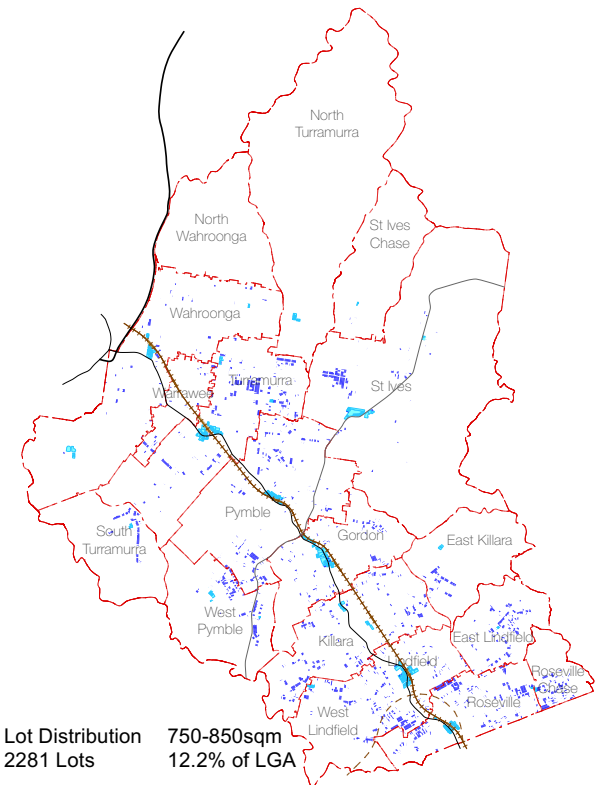 North
Turramurra
North
Wahroonga
St Ives
Chase
Wahroonga
Warrawee
Turramurra
St Ives
Pymble
Gordon
East Killara
South
Turramurra
West
Pymble
Killara
East Lindfield
Lindfield
Roseville
Chase
Roseville
West
Lindfield
Lot Distribution 750-850sqm
2281 Lots 12.2% of LGA